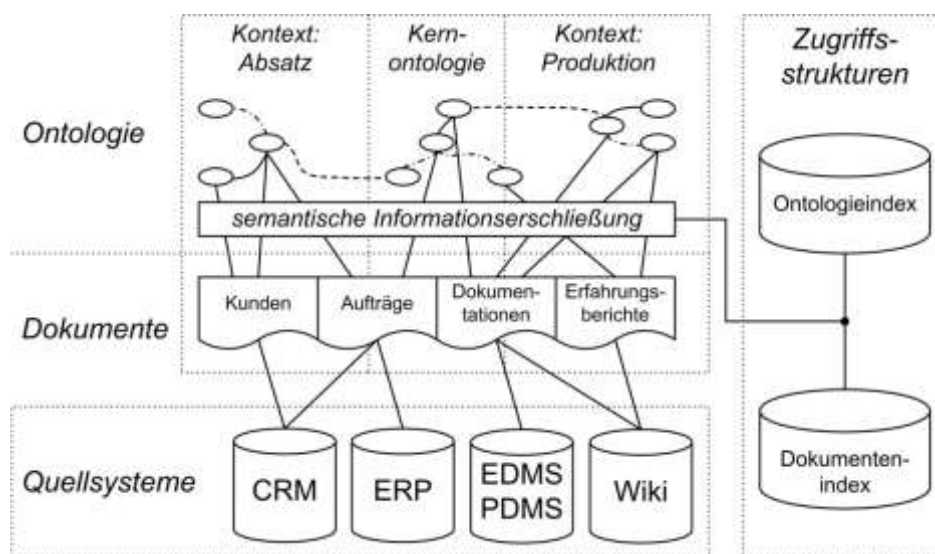 Kontext:
Absatz
Kern-
ontologie
Kontext:
Produktion
Zugriffs-
strukturen
Ontologie
Ontologieindex
semantische Informationserschließung
Dokumente
Kunden
Aufträge
Dokumen-
tationen
Erfahrungs-
berichte
Quellsysteme
CRM
ERP
EDMS
PDMS
Wiki
Dokumenten-
index